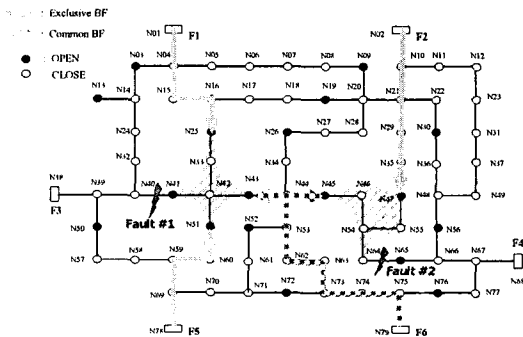 : Exclusive BF
: Common BF
: OPEN
: CLOSE
N01 F1
N02 F2
N03 N04 N05 N06 N07 N08 N09 N10 N11 N12
N13 N14 N15 N16 N17 N18 N19 N20 N21 N22 N23
N24 N25 N26 N27 N28 N29 N30 N31
N32 N33 N34 N35 N36 N37
N38 N39 N40 N41 N42 N43 N44 N45 N46 N47 N48 N49
F3
Fault #1
N50 N51 N52 N53 N54 N55 N56
F4
N57 N58 N59 N60 N61 N62 N63 N64 N65 N66 N67
Fault #2
N68
N69 N70 N71 N72 N73 N74 N75 N76 N77
N78 F5
N79 F6